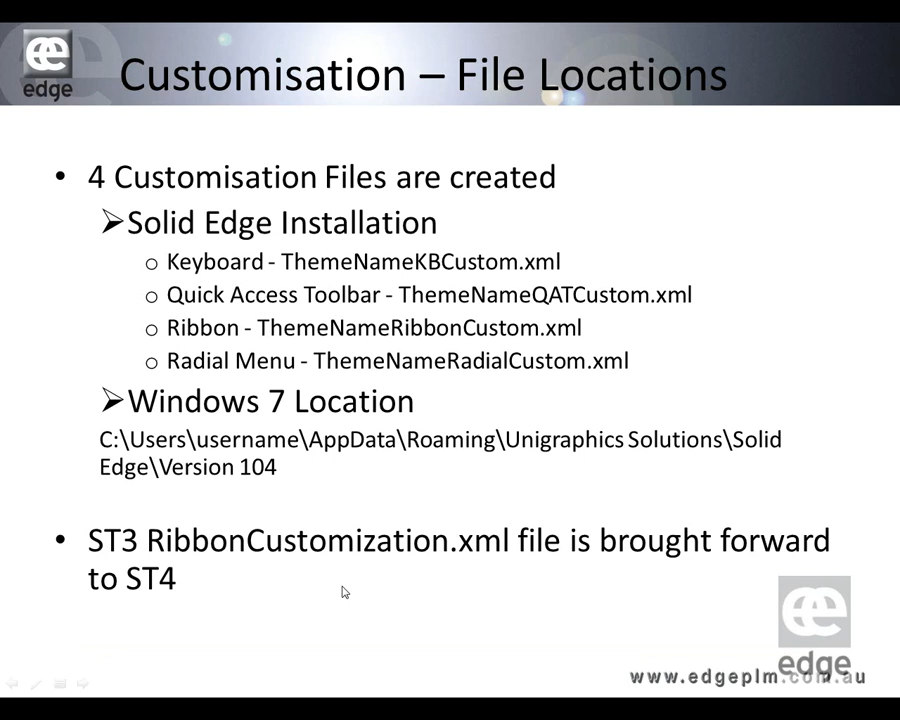 edge
Customisation – File Locations
• 4 Customisation Files are created
➢Solid Edge Installation
o Keyboard - ThemeNameKBCustom.xml
o Quick Access Toolbar - ThemeNameQATCustom.xml
o Ribbon - ThemeNameRibbonCustom.xml
o Radial Menu - ThemeNameRadialCustom.xml
➢Windows 7 Location
C:\Users\username\AppData\Roaming\Unigraphics Solutions\Solid
Edge\Version 104
• ST3 RibbonCustomization.xml file is brought forward
to ST4
edge
www.edgeplm.com.au